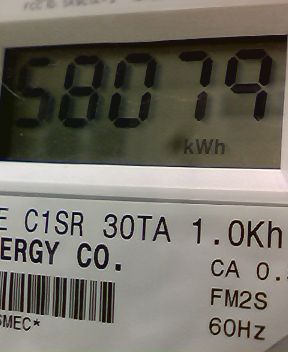 58079
kWh
E C1SR 30TA 1.0Kh
ERGY CO.
CA 0.
FM2S
SMEC*
60Hz